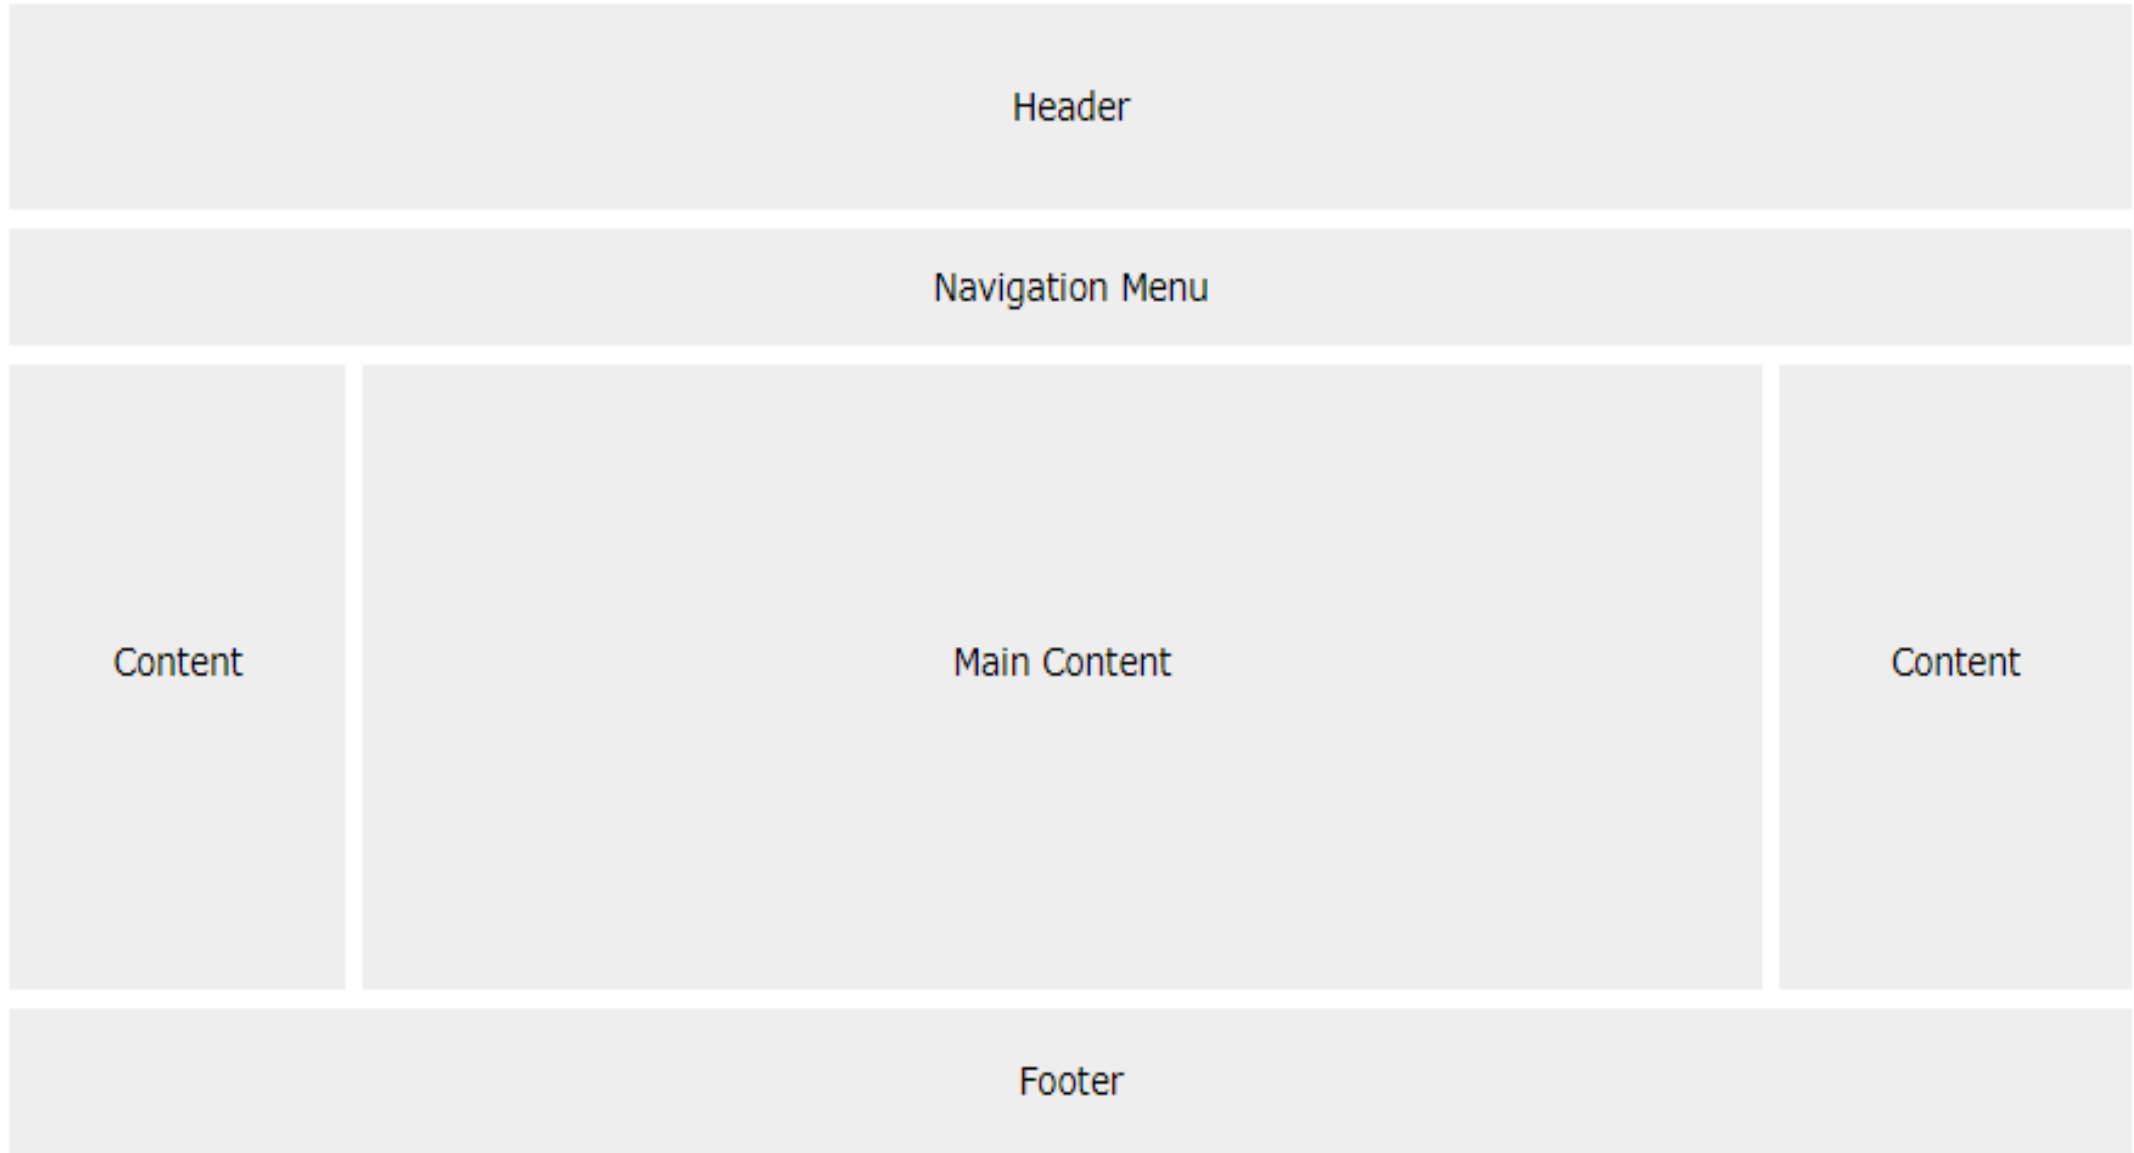 Header
Navigation Menu
Content
Main Content
Content
Footer